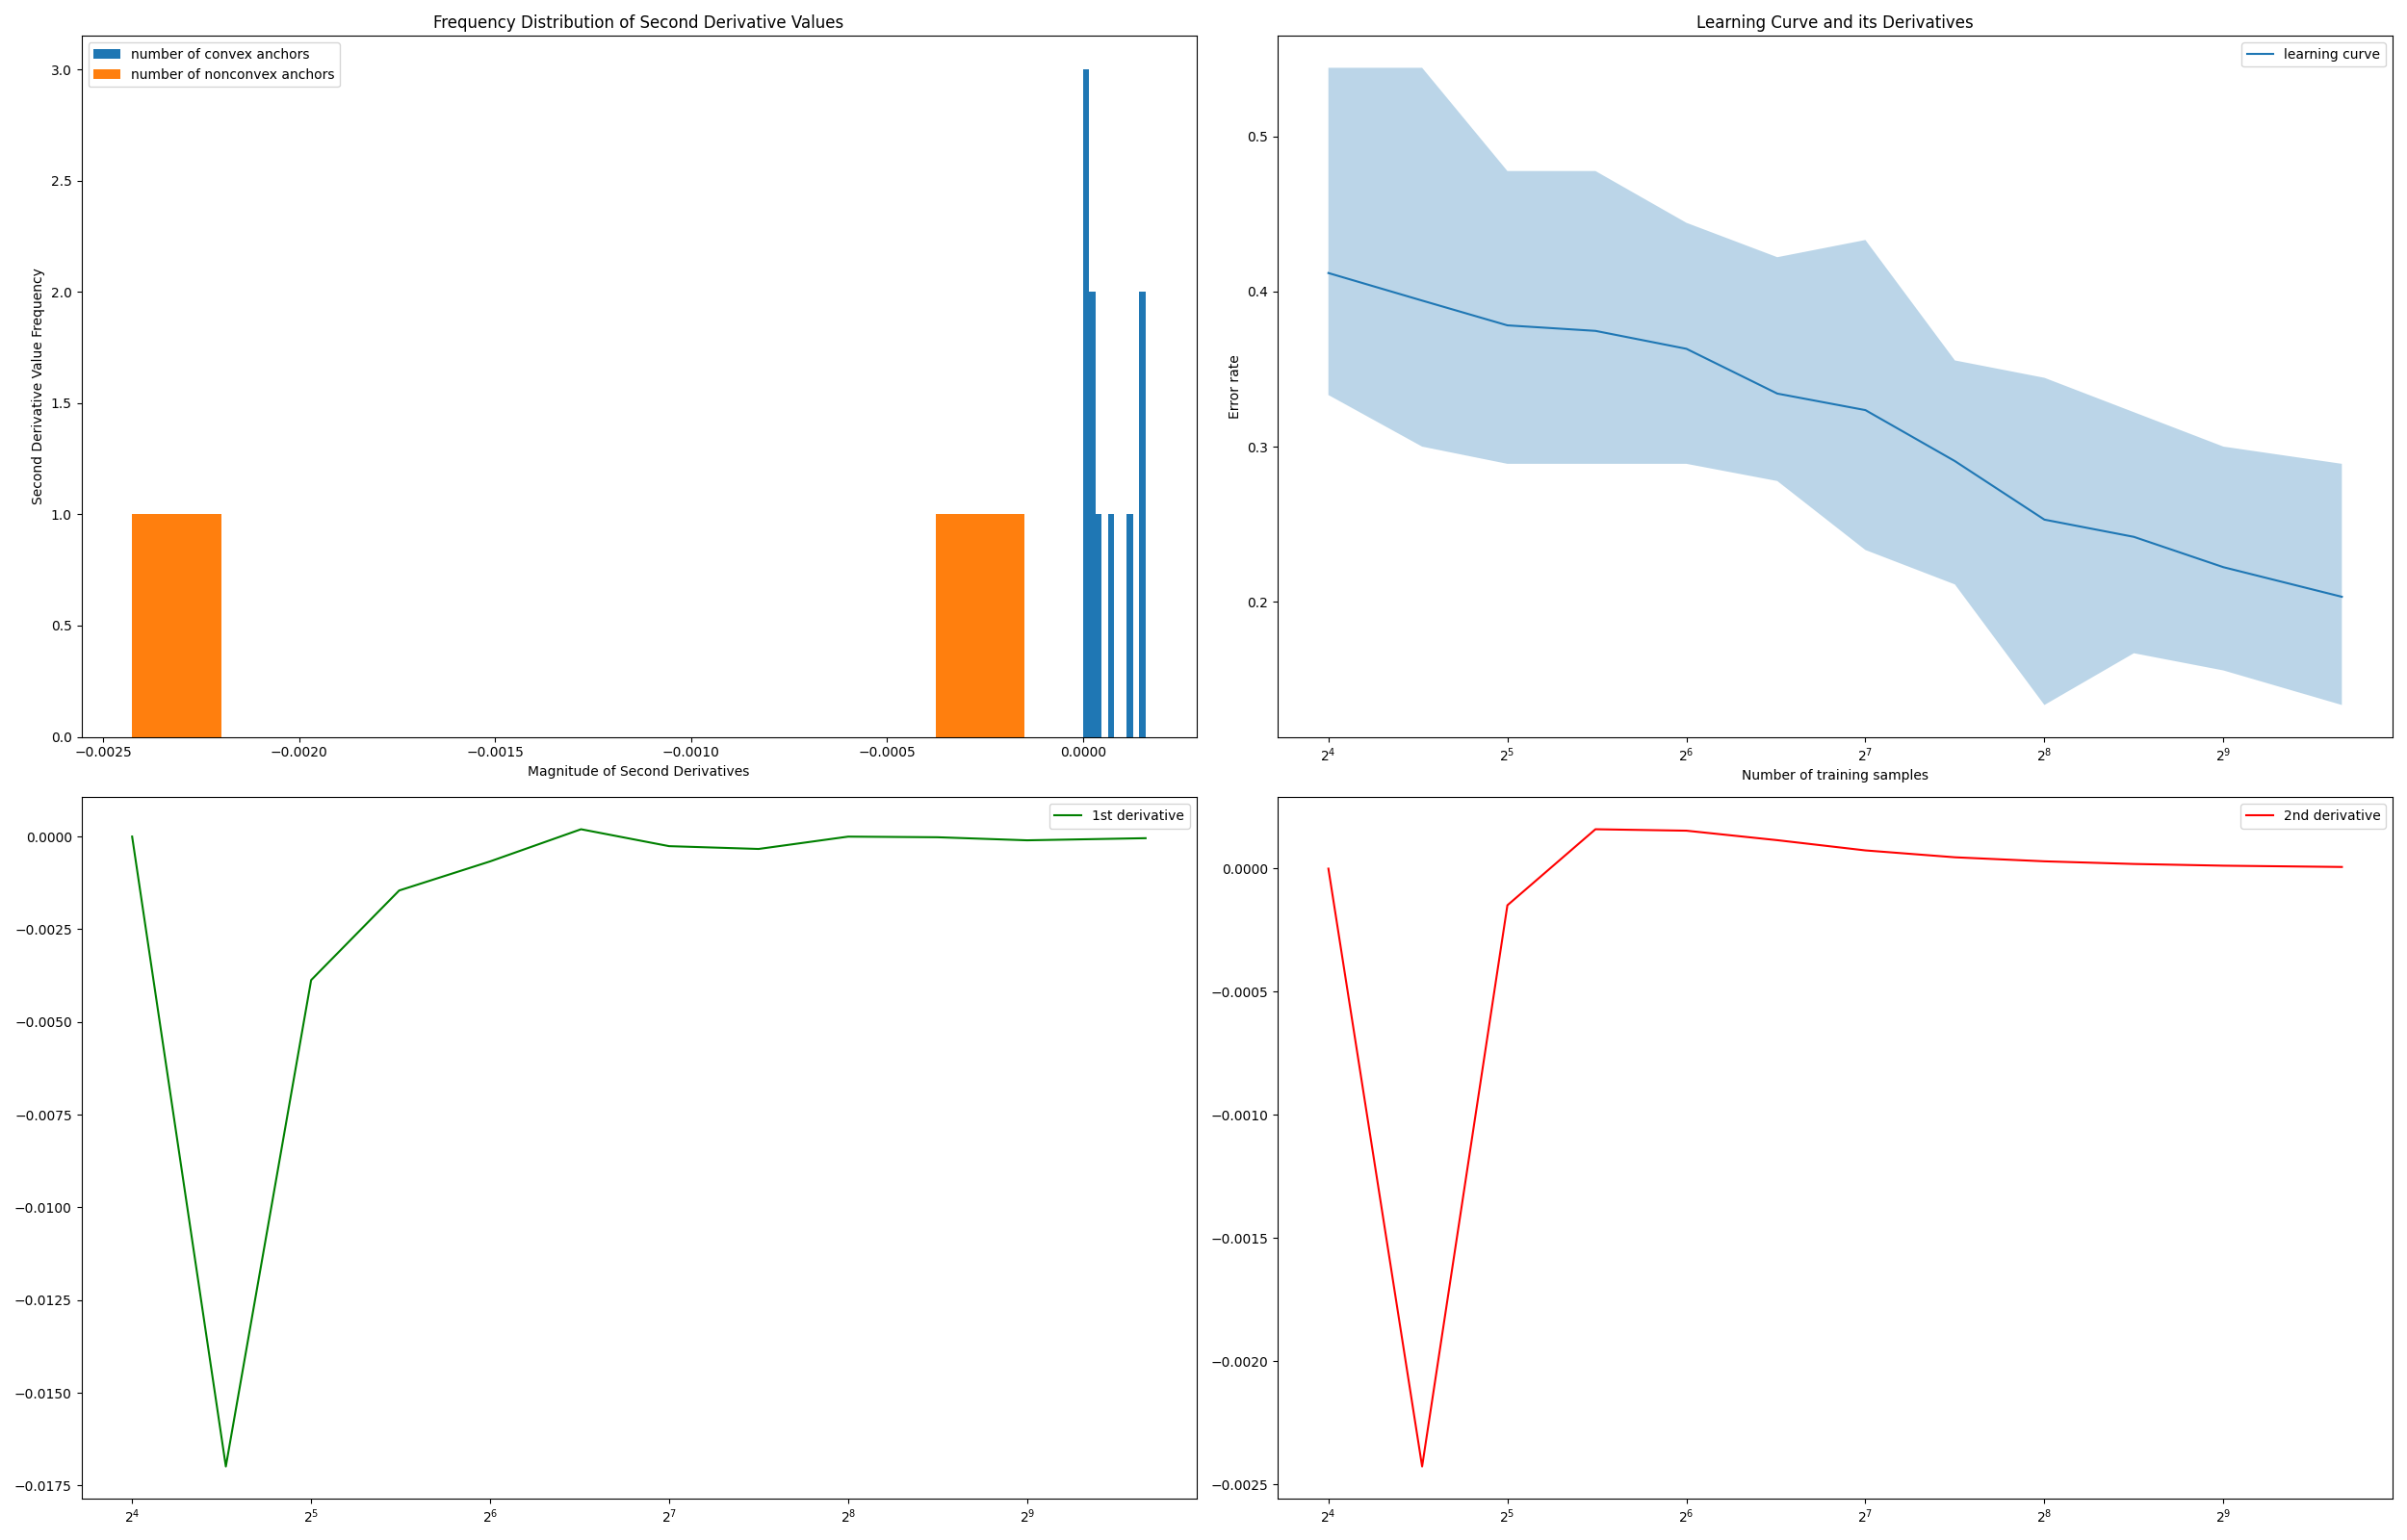 Frequency Distribution of Second Derivative Values
number of convex anchors
number of nonconvex anchors
Second Derivative Value Frequency
3.0
2.5
2.0
1.5
1.0
0.5
0.0
−0.0025 −0.0020 −0.0015 −0.0010 −0.0005 0.0000
Magnitude of Second Derivatives
Learning Curve and its Derivatives
learning curve
Error rate
0.5
0.4
0.3
0.2
2⁴ 2⁵ 2⁶ 2⁷ 2⁸ 2⁹
Number of training samples
1st derivative
0.0000
−0.0025
−0.0050
−0.0075
−0.0100
−0.0125
−0.0150
−0.0175
2⁴ 2⁵ 2⁶ 2⁷ 2⁸ 2⁹
2nd derivative
0.0000
−0.0005
−0.0010
−0.0015
−0.0020
−0.0025
2⁴ 2⁵ 2⁶ 2⁷ 2⁸ 2⁹